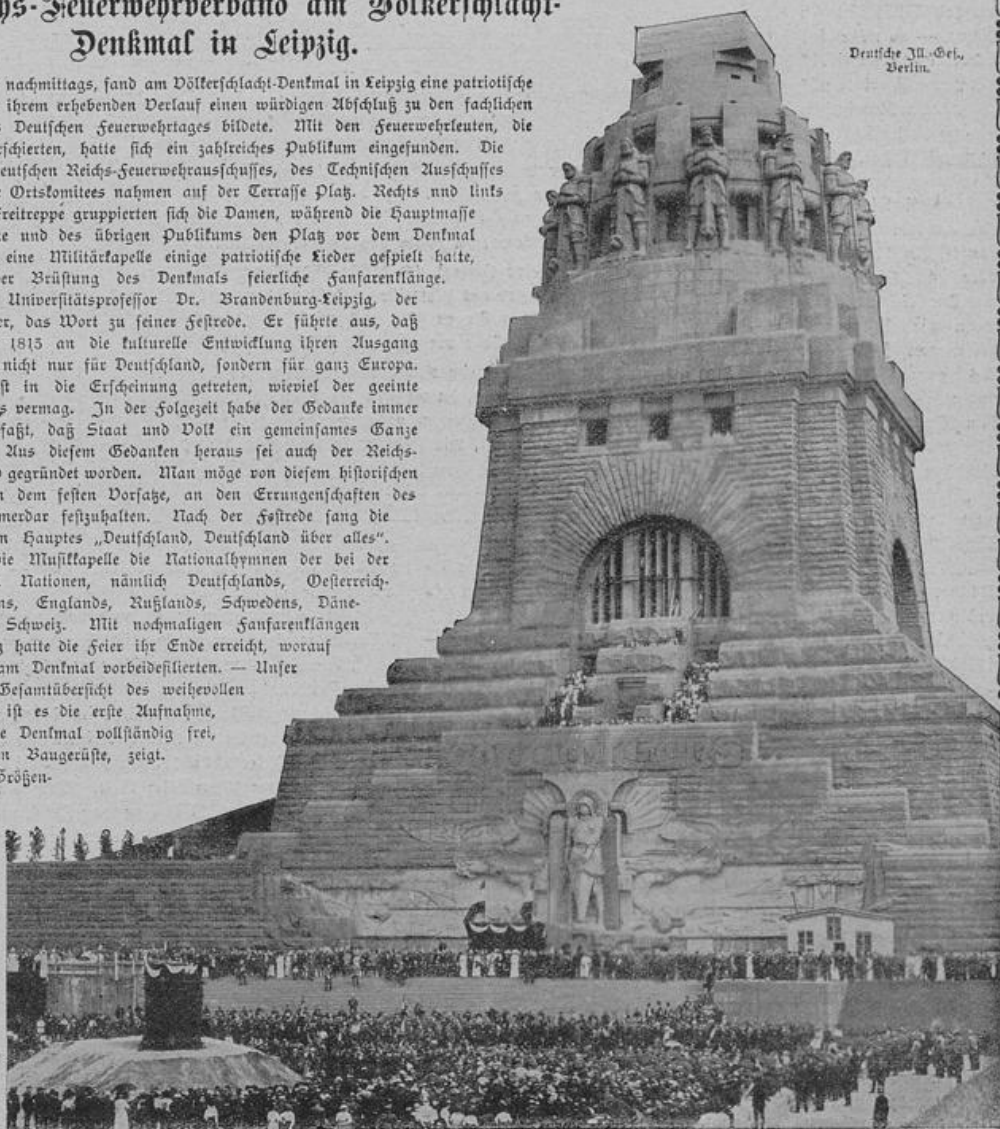 hs-Feuerwehrverband am Völkerschlacht-
Denkmal in Leipzig.
Deutsche Ill.-Ges.,
Berlin.
nachmittags, fand am Völkerschlacht-Denkmal in Leipzig eine patriotische
ihrem erhebenden Verlauf einen würdigen Abschluß zu den fachlichen
Deutschen Feuerwehrtages bildete. Mit den Feuerwehrleuten, die
rschierten, hatte sich ein zahlreiches Publikum eingefunden. Die
eutschen Reichs-Feuerwehrausschusses, des Technischen Ausschusses
Ortskomitees nahmen auf der Terrasse Platz. Rechts nnd links
freitreppe gruppierten sich die Damen, während die Hauptmasse
e und des übrigen Publikums den Platz vor dem Denkmal
eine Militärkapelle einige patriotische Lieder gespielt hatte,
er Brüstung des Denkmals feierliche Fanfarenklänge.
Universitätsprofessor Dr. Brandenburg-Leipzig, der
er, das Wort zu seiner Festrede. Er führte aus, daß
1813 an die kulturelle Entwicklung ihren Ausgang
nicht nur für Deutschland, sondern für ganz Europa.
st in die Erscheinung getreten, wieviel der geeinte
s vermag. In der Folgezeit habe der Gedanke immer
faßt, daß Staat und Volk ein gemeinsames Ganze
Aus diesem Gedanken heraus sei auch der Reichs-
gegründet worden. Man möge von diesem historischen
n dem festen Vorsatze, an den Errungenschaften des
merdar festzuhalten. Nach der Festrede sang die
n Hauptes „Deutschland, Deutschland über alles“.
ie Musikkapelle die Nationalhymnen der bei der
Nationen, nämlich Deutschlands, Oesterreich-
ns, Englands, Rußlands, Schwedens, Däne-
Schweiz. Mit nochmaligen Fanfarenklängen
hatte die Feier ihr Ende erreicht, worauf
am Denkmal vorbeidefilierten. — Unser
Gesamtübersicht des weihevollen
ist es die erste Aufnahme,
e Denkmal vollständig frei,
n Baugerüste, zeigt.
Größen-